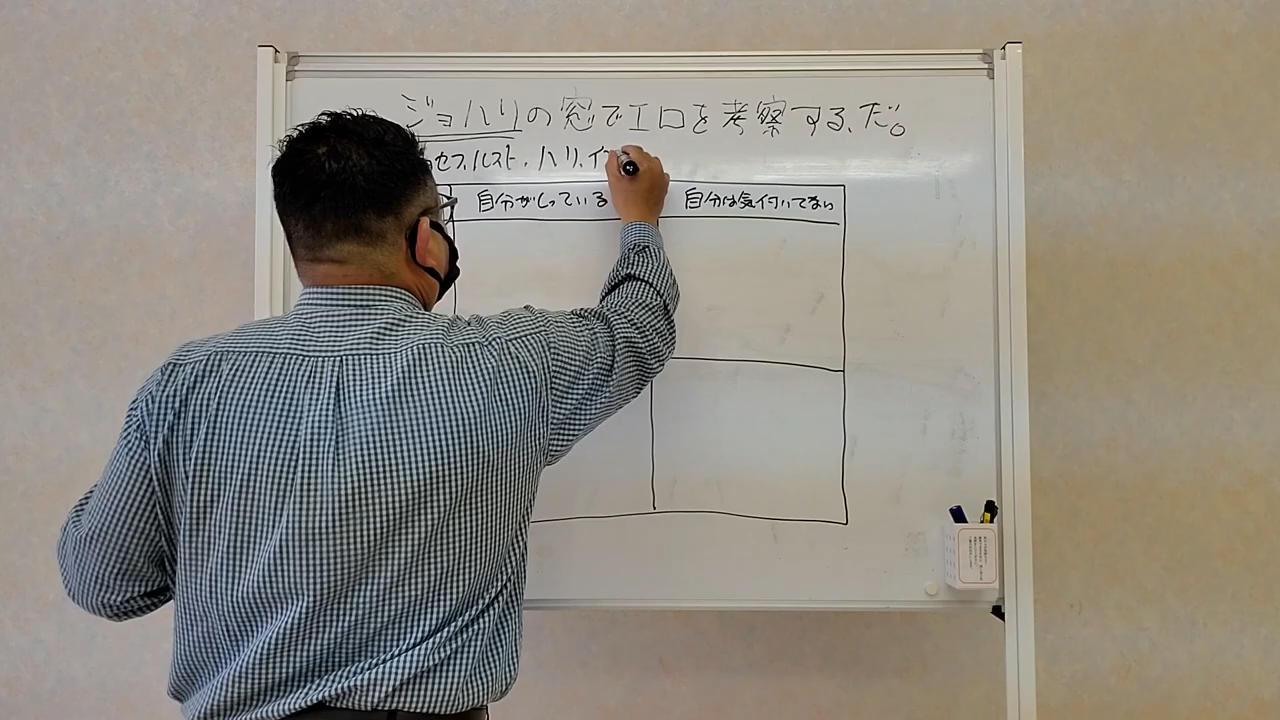 ジョハリの窓でエロを考察する、だ。
セフ.ルスト.ハリ.イ
自分がしっている 自分は気付いてない